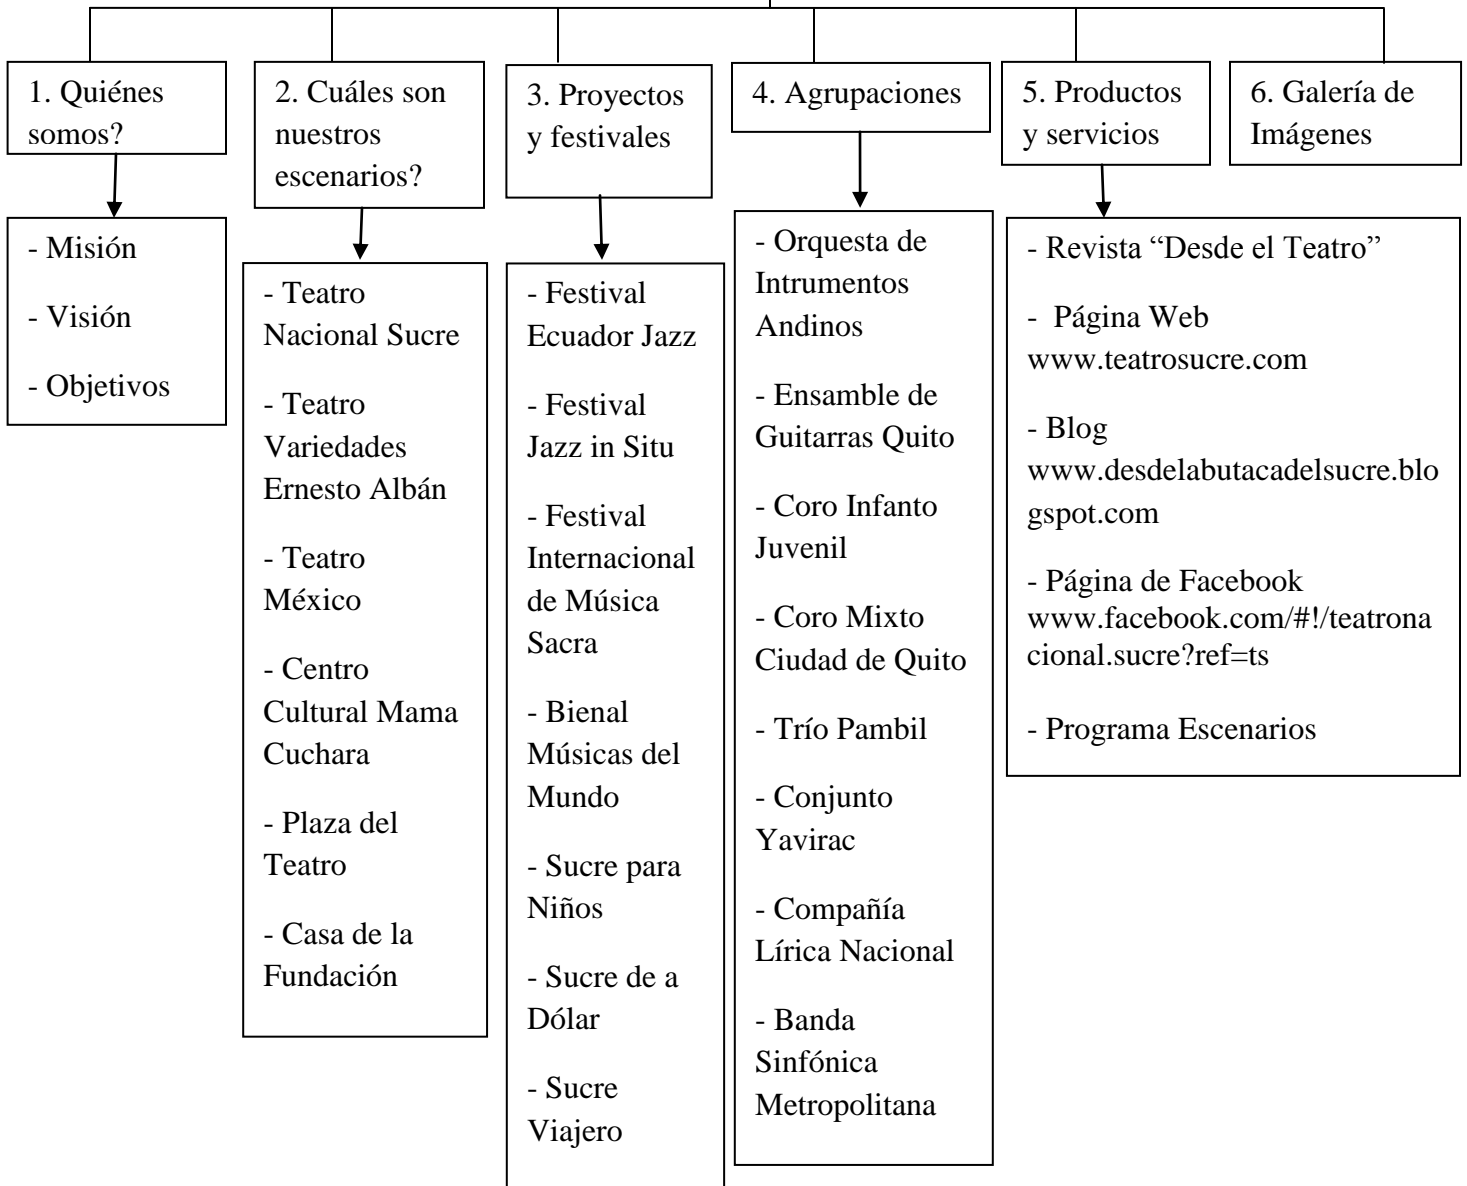 1. Quiénes
somos?
- Misión
- Visión
- Objetivos
2. Cuáles son
nuestros
escenarios?
- Teatro
Nacional Sucre
- Teatro
Variedades
Ernesto Albán
- Teatro
México
- Centro
Cultural Mama
Cuchara
- Plaza del
Teatro
- Casa de la
Fundación
3. Proyectos
y festivales
- Festival
Ecuador Jazz
- Festival
Jazz in Situ
- Festival
Internacional
de Música
Sacra
- Bienal
Músicas del
Mundo
- Sucre para
Niños
- Sucre de a
Dólar
- Sucre
Viajero
4. Agrupaciones
- Orquesta de
Intrumentos
Andinos
- Ensamble de
Guitarras Quito
- Coro Infanto
Juvenil
- Coro Mixto
Ciudad de Quito
- Trío Pambil
- Conjunto
Yavirac
- Compañía
Lírica Nacional
- Banda
Sinfónica
Metropolitana
5. Productos
y servicios
- Revista “Desde el Teatro”
- Página Web
www.teatrosucre.com
- Blog
www.desdelabutacadelsucre.blo
gspot.com
- Página de Facebook
www.facebook.com/#!/teatrona
cional.sucre?ref=ts
- Programa Escenarios
6. Galería de
Imágenes